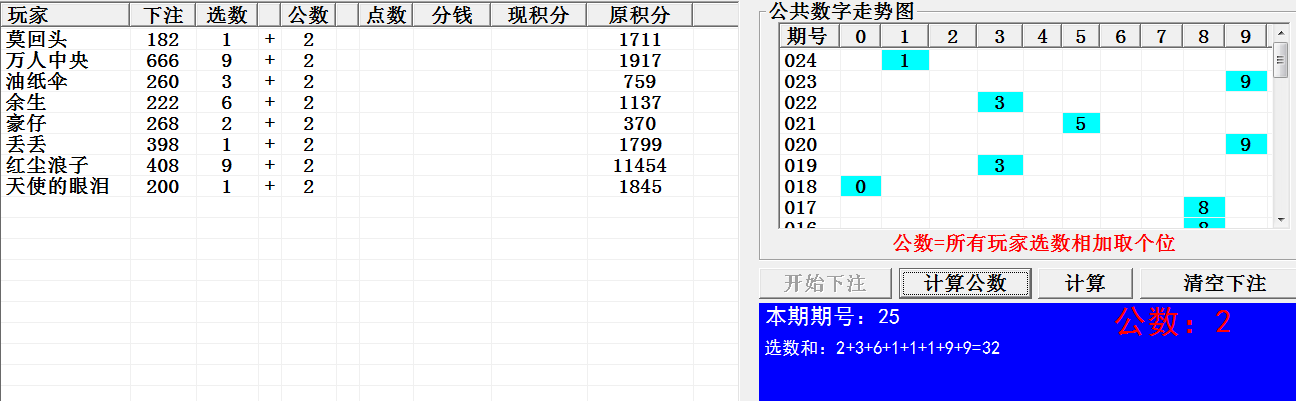 玩家 下注 选数 公数 点数 分钱 现积分 原积分
莫回头 182 1 + 2 1711
万人中央 666 9 + 2 1917
油纸伞 260 3 + 2 759
余生 222 6 + 2 1137
豪仔 268 2 + 2 370
丢丢 398 1 + 2 1799
红尘浪子 408 9 + 2 11454
天使的眼泪 200 1 + 2 1845
公共数字走势图
期号 0 1 2 3 4 5 6 7 8 9
024 1
023 9
022 3
021 5
020 9
019 3
018 0
017 8
016 8
公数=所有玩家选数相加取个位
开始下注 计算公数 计算 清空下注
本期期号：25 公数：2
选数和：2+3+6+1+1+1+9+9=32